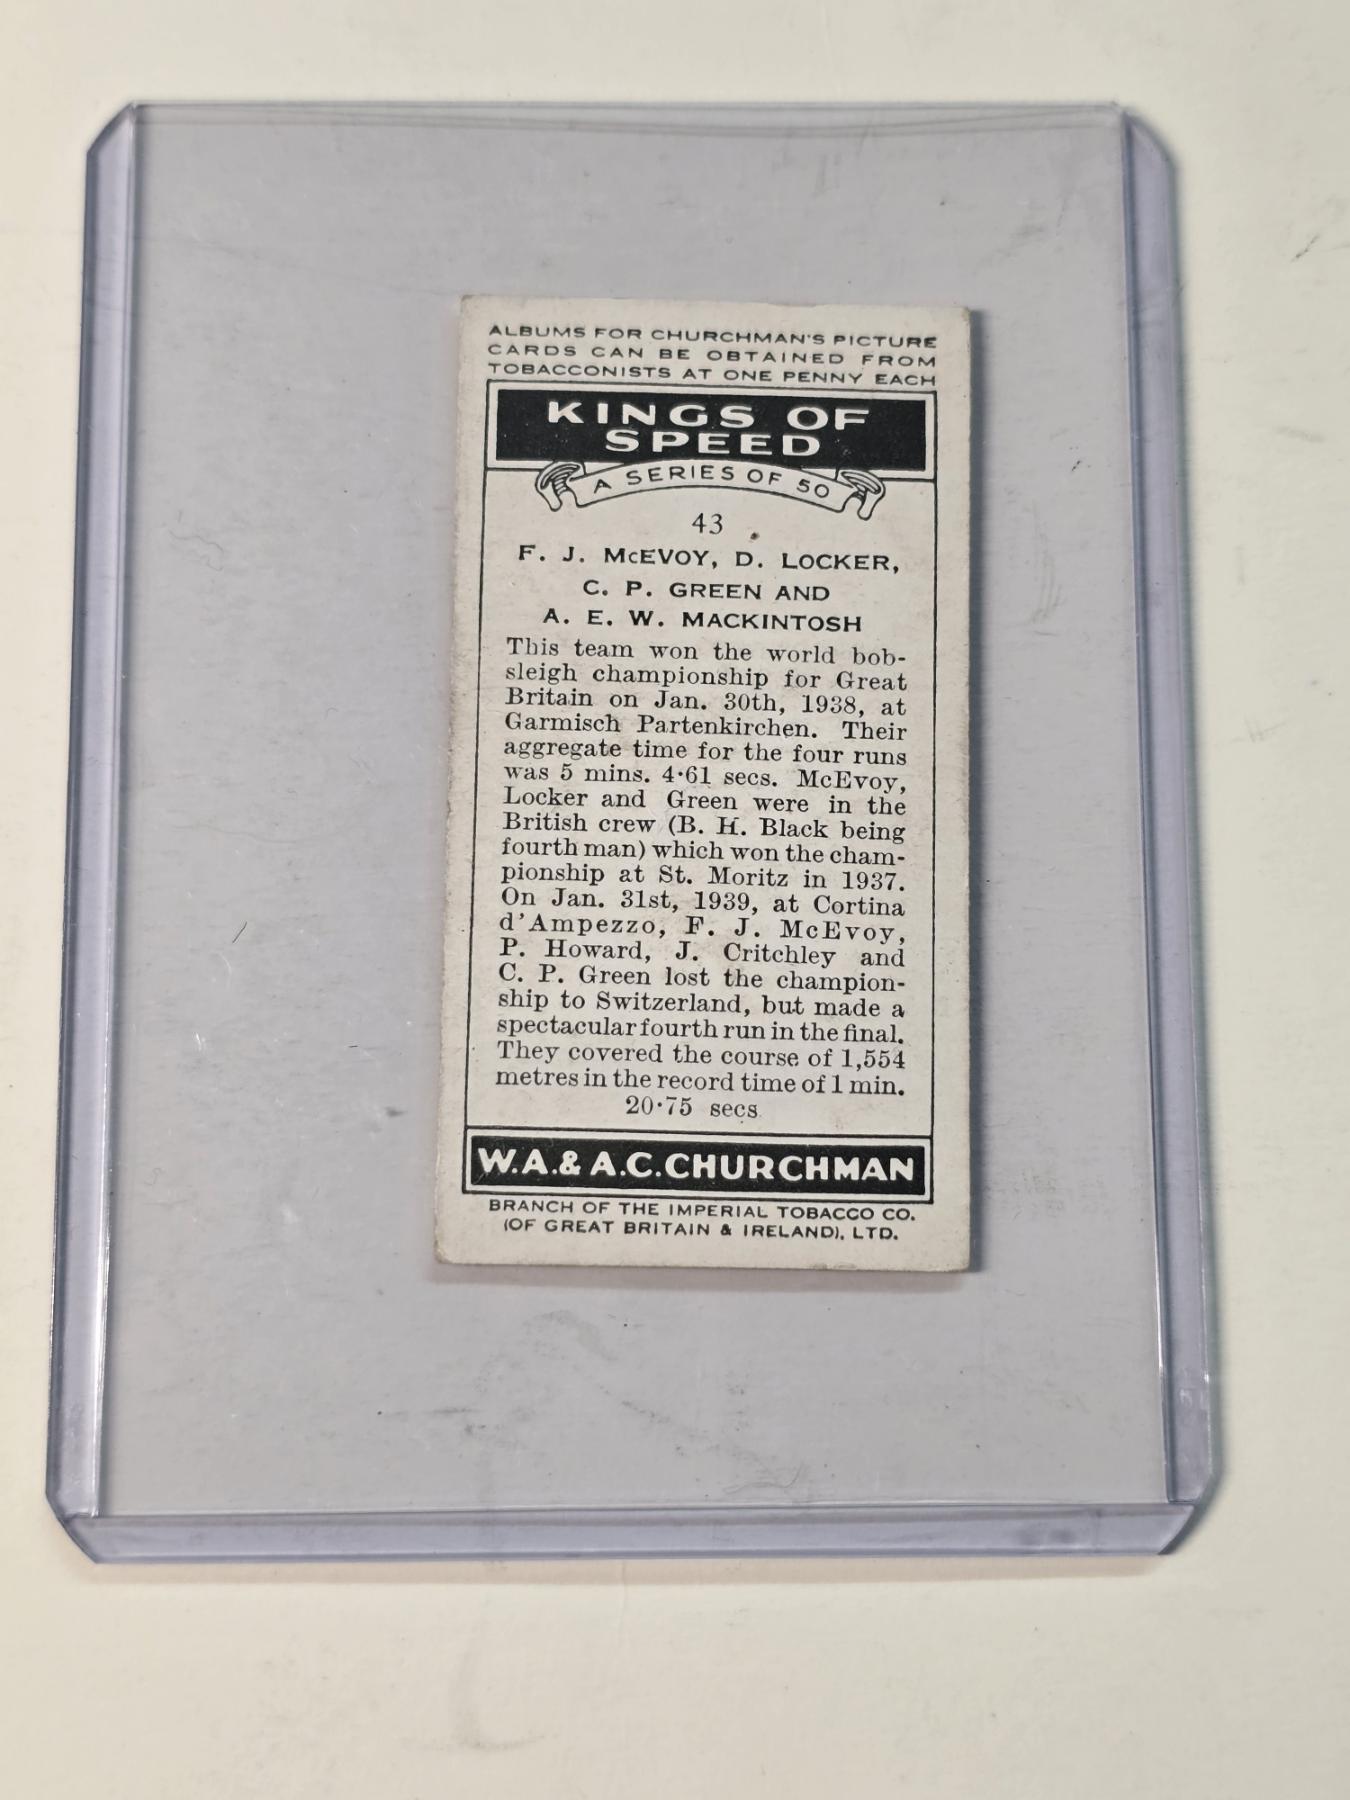 ALBUMS FOR CHURCHMAN'S PICTURE
CARDS CAN BE OBTAINED FROM
TOBACCONISTS AT ONE PENNY EACH
KINGS OF
SPEED
A SERIES OF 50
43
F. J. McEVOY, D. LOCKER,
C. P. GREEN AND
A. E. W. MACKINTOSH
This team won the world bob-
sleigh championship for Great
Britain on Jan. 30th, 1938, at
Garmisch Partenkirchen. Their
aggregate time for the four runs
was 5 mins. 4·61 secs. McEvoy,
Locker and Green were in the
British crew (B. H. Black being
fourth man) which won the cham-
pionship at St. Moritz in 1937.
On Jan. 31st, 1939, at Cortina
d'Ampezzo, F. J. McEvoy,
P. Howard, J. Critchley and
C. P. Green lost the champion-
ship to Switzerland, but made a
spectacular fourth run in the final.
They covered the course of 1,554
metres in the record time of 1 min.
20·75 secs
W.A.& A.C.CHURCHMAN
BRANCH OF THE IMPERIAL TOBACCO CO.
(OF GREAT BRITAIN & IRELAND), LTD.